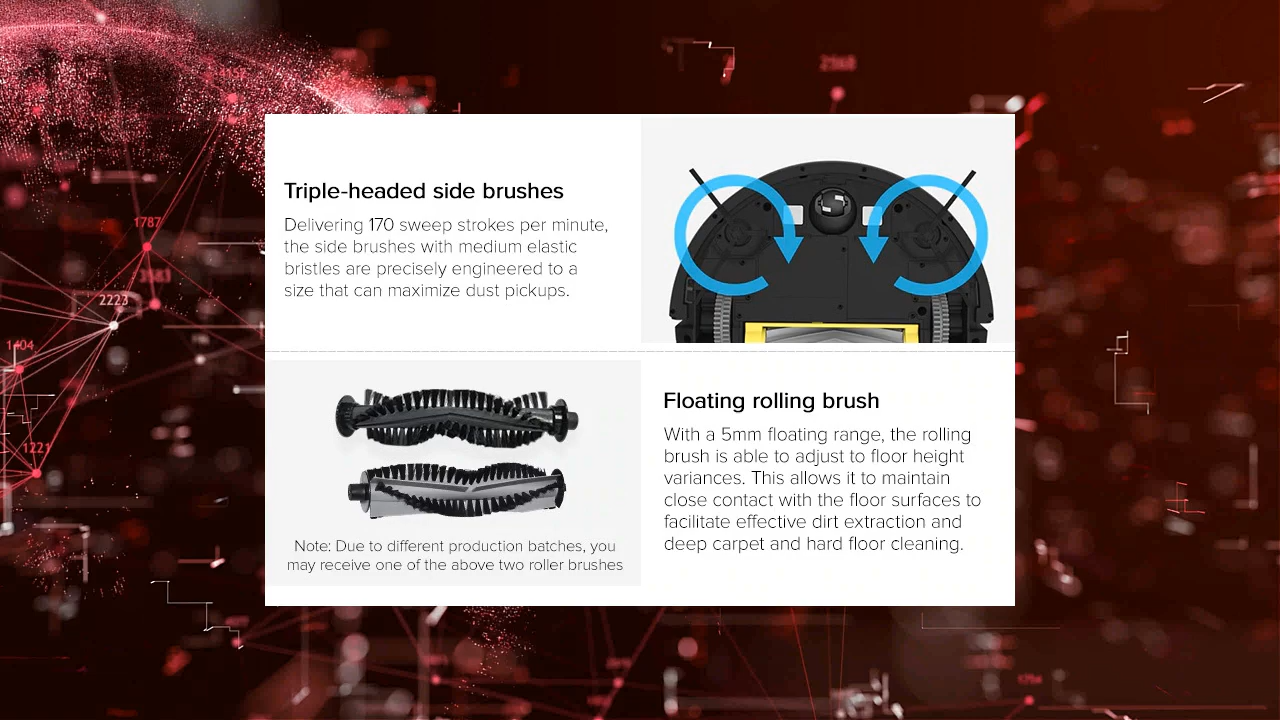 Triple-headed side brushes
Delivering 170 sweep strokes per minute,
the side brushes with medium elastic
bristles are precisely engineered to a
size that can maximize dust pickups.
Note: Due to different production batches, you
may receive one of the above two roller brushes
Floating rolling brush
With a 5mm floating range, the rolling
brush is able to adjust to floor height
variances. This allows it to maintain
close contact with the floor surfaces to
facilitate effective dirt extraction and
deep carpet and hard floor cleaning.
1787
2223
1404
1221